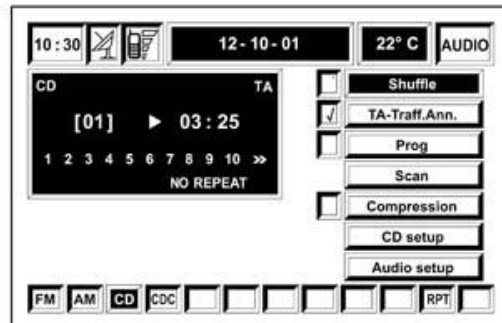 10:30 12-10-01 22° C AUDIO
CD TA
[01] ▶ 03:25
1 2 3 4 5 6 7 8 9 10 »
NO REPEAT
Shuffle
√ TA-Traff.Ann.
Prog
Scan
Compression
CD setup
Audio setup
FM AM CD CDC RPT